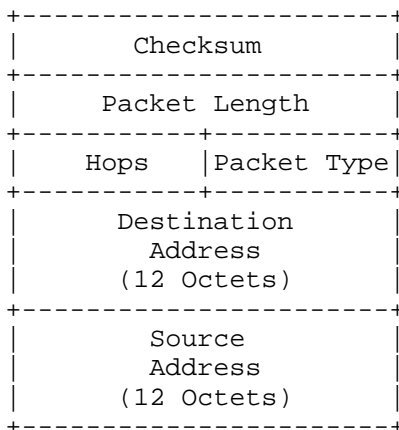 Checksum
Packet Length
Hops |Packet Type
Destination
Address
(12 Octets)
Source
Address
(12 Octets)